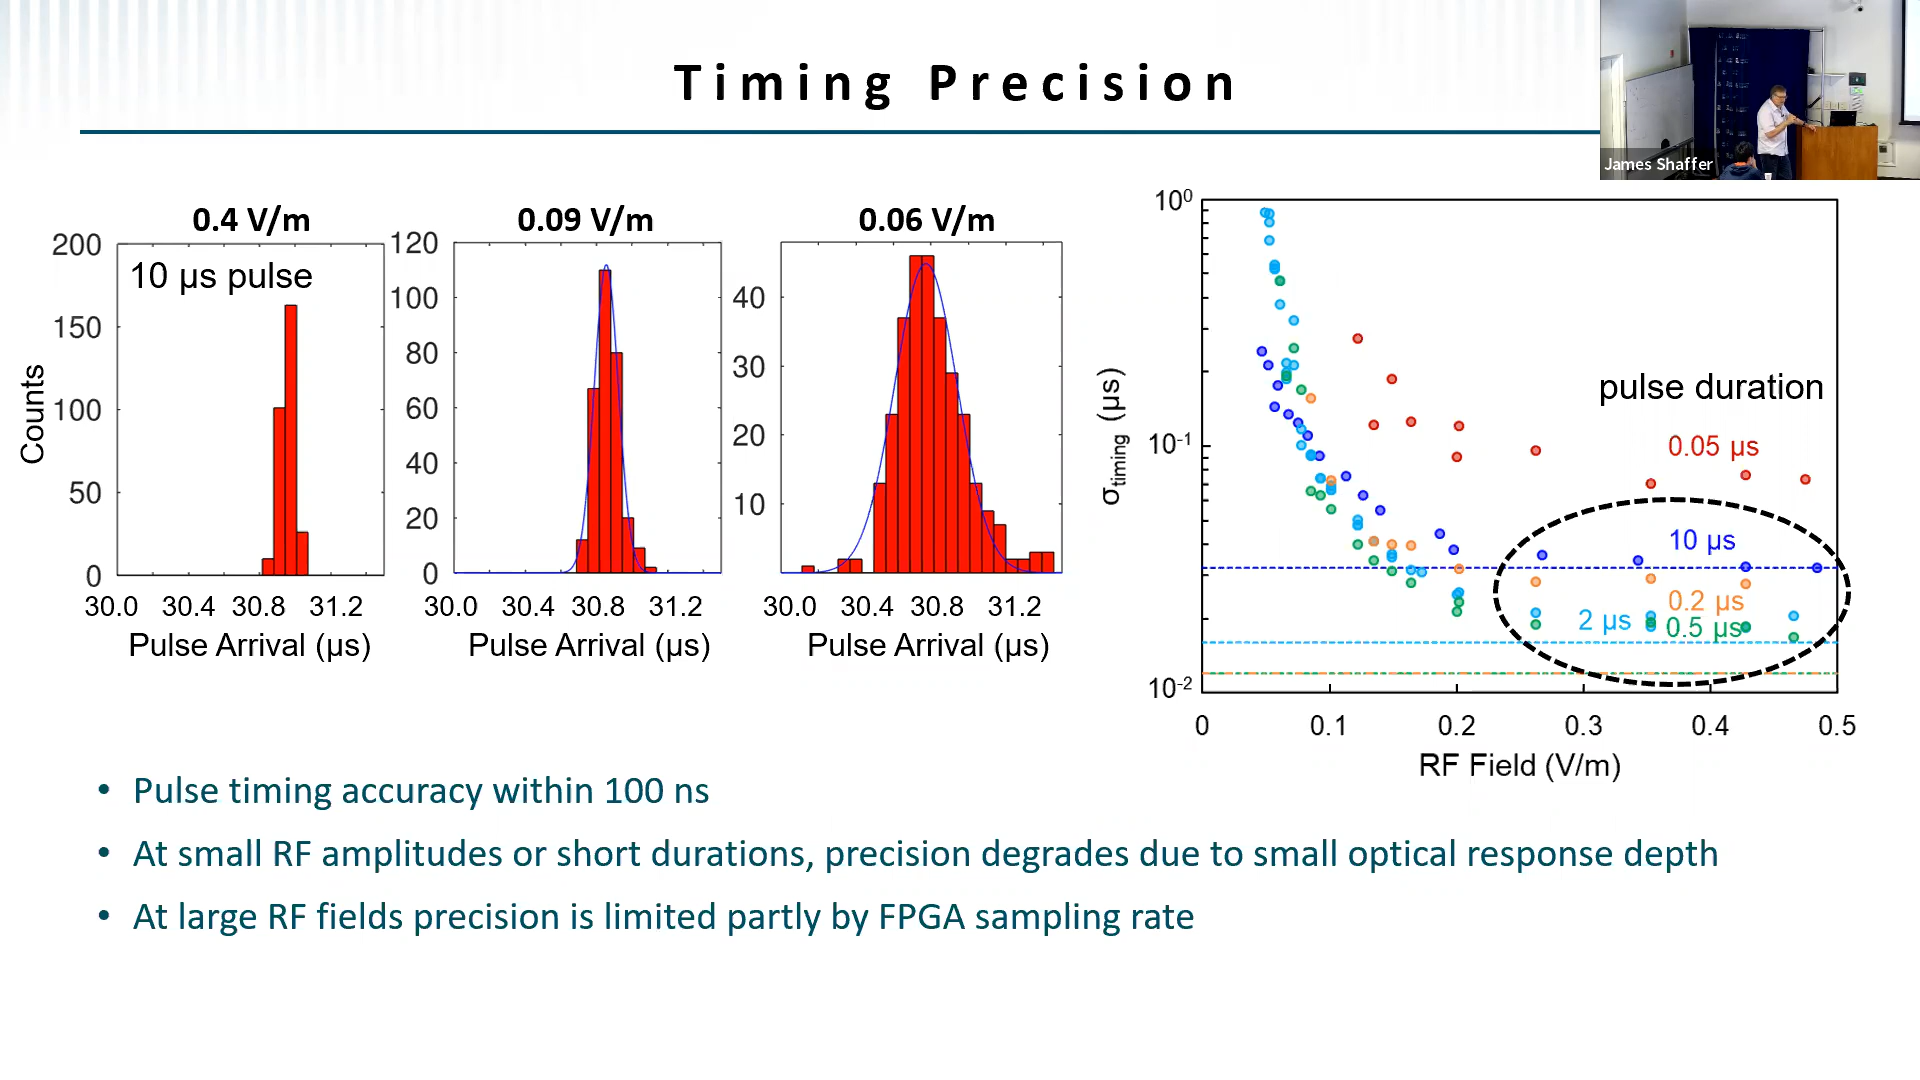 Timing Precision
James Shaffer
0.4 V/m
0.09 V/m
0.06 V/m
10 µs pulse
Counts
200
150
100
50
0
30.0 30.4 30.8 31.2
Pulse Arrival (µs)
120
100
80
60
40
20
0
30.0 30.4 30.8 31.2
Pulse Arrival (µs)
40
30
20
10
30.0 30.4 30.8 31.2
Pulse Arrival (µs)
σtiming (µs)
10⁰
10⁻¹
10⁻²
pulse duration
0.05 µs
10 µs
0.2 µs
2 µs
0.5 µs
0 0.1 0.2 0.3 0.4 0.5
RF Field (V/m)
• Pulse timing accuracy within 100 ns
• At small RF amplitudes or short durations, precision degrades due to small optical response depth
• At large RF fields precision is limited partly by FPGA sampling rate